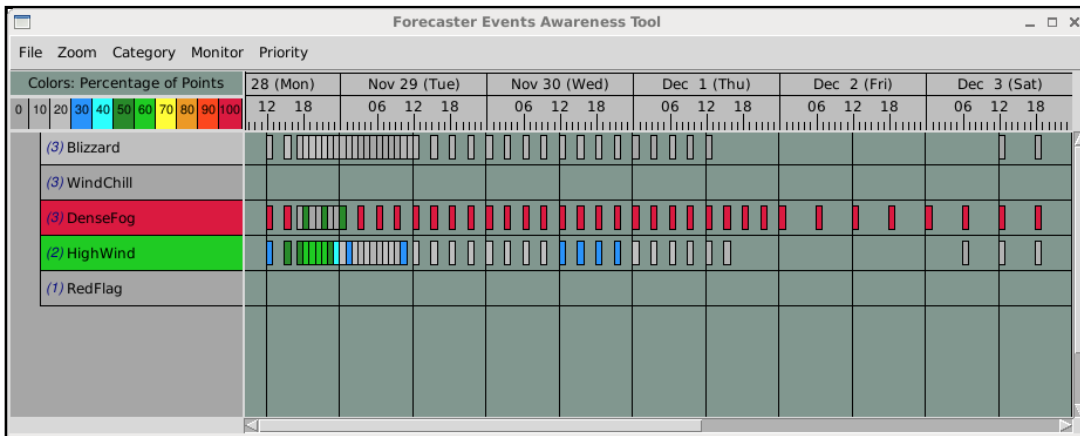 Forecaster Events Awareness Tool
File Zoom Category Monitor Priority
Colors: Percentage of Points 28 (Mon) Nov 29 (Tue) Nov 30 (Wed) Dec 1 (Thu) Dec 2 (Fri) Dec 3 (Sat)
0 10 20 30 40 50 60 70 80 90 100 12 18 06 12 18 06 12 18 06 12 18 06 12 18 06 12 18
(3) Blizzard
(3) WindChill
(3) DenseFog
(2) HighWind
(1) RedFlag